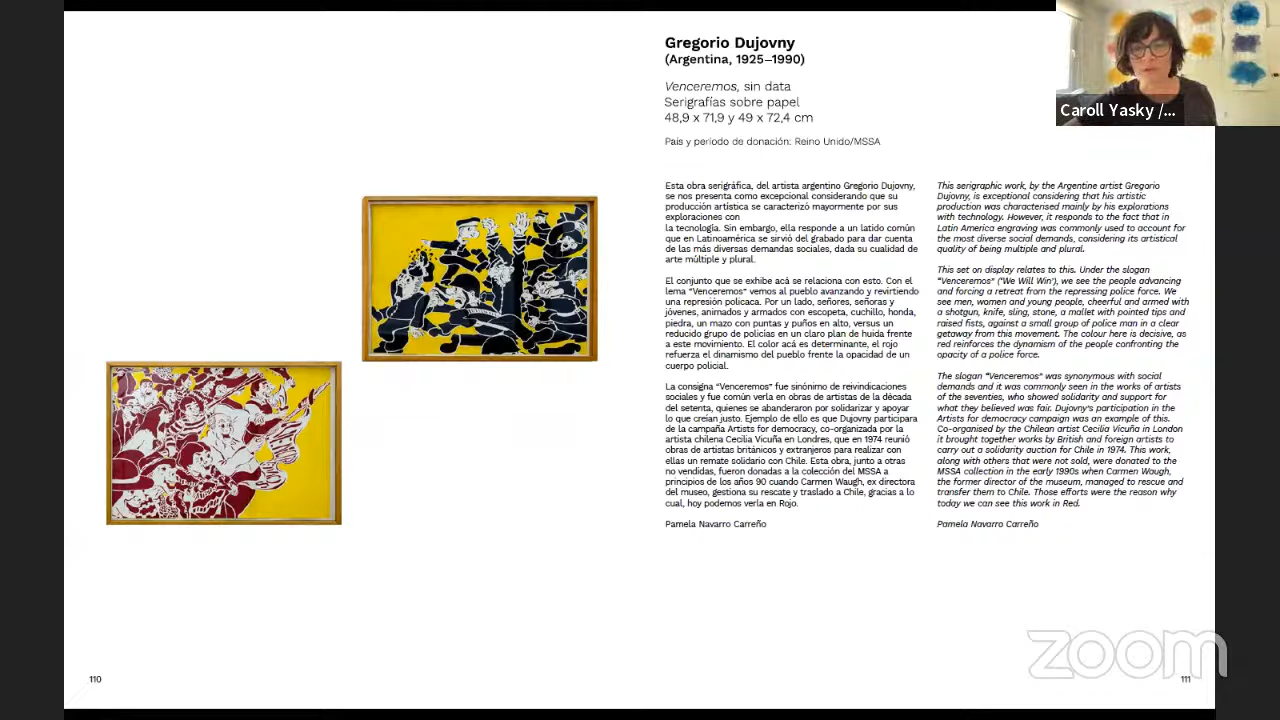 Gregorio Dujovny
(Argentina, 1925–1990)
Venceremos, sin data
Serigrafías sobre papel
48,9 x 71,9 y 49 x 72,4 cm
País y periodo de donación: Reino Unido/MSSA
Esta obra serigráfica, del artista argentino Gregorio Dujovny,
se nos presenta como excepcional considerando que su
producción artística se caracterizó mayormente por sus
exploraciones con
la tecnología. Sin embargo, ella responde a un latido común
que en Latinoamérica se sirvió del grabado para dar cuenta
de las más diversas demandas sociales, dada su cualidad de
arte múltiple y plural.
El conjunto que se exhibe acá se relaciona con esto. Con el
lema "Venceremos" vemos al pueblo avanzando y revirtiendo
una represión policaca. Por un lado, señores, señoras y
jóvenes, animados y armados con escopeta, cuchillo, honda,
piedra, un mazo con puntas y puños en alto, versus un
reducido grupo de policías en un claro plan de huida frente
a este movimiento. El color acá es determinante, el rojo
refuerza el dinamismo del pueblo frente la opacidad de un
cuerpo policial.
La consigna "Venceremos" fue sinónimo de reivindicaciones
sociales y fue común verla en obras de artistas de la década
del setenta, quienes se abanderaron por solidarizar y apoyar
lo que creían justo. Ejemplo de ello es que Dujovny participara
de la campaña Artists for democracy, co-organizada por la
artista chilena Cecilia Vicuña en Londres, que en 1974 reunió
obras de artistas británicos y extranjeros para realizar con
ellas un remate solidario con Chile. Esta obra, junto a otras
no vendidas, fueron donadas a la colección del MSSA a
principios de los años 90 cuando Carmen Waugh, ex directora
del museo, gestiona su rescate y traslado a Chile, gracias a lo
cual, hoy podemos verla en Rojo.
Pamela Navarro Carreño
This serigraphic work, by the Argentine artist Gregorio
Dujovny, is exceptional considering that his artistic
production was characterised mainly by his explorations
with technology. However, it responds to the fact that in
Latin America engraving was commonly used to account for
the most diverse social demands, considering its artistical
quality of being multiple and plural.
This set on display relates to this. Under the slogan
"Venceremos" ('We Will Win'), we see the people advancing
and forcing a retreat from the repressing police force. We
see men, women and young people, cheerful and armed with
a shotgun, knife, sling, stone, a mallet with pointed tips and
raised fists, against a small group of police man in a clear
getaway from this movement. The colour here is decisive, as
red reinforces the dynamism of the people confronting the
opacity of a police force.
The slogan "Venceremos" was synonymous with social
demands and it was commonly seen in the works of artists
of the seventies, who showed solidarity and support for
what they believed was fair. Dujovny's participation in the
Artists for democracy campaign was an example of this.
Co-organised by the Chilean artist Cecilia Vicuña in London
it brought together works by British and foreign artists to
carry out a solidarity auction for Chile in 1974. This work,
along with others that were not sold, were donated to the
MSSA collection in the early 1990s when Carmen Waugh,
the former director of the museum, managed to rescue and
transfer them to Chile. Those efforts were the reason why
today we can see this work in Red.
Pamela Navarro Carreño
110
111
Caroll Yasky /...
zoom